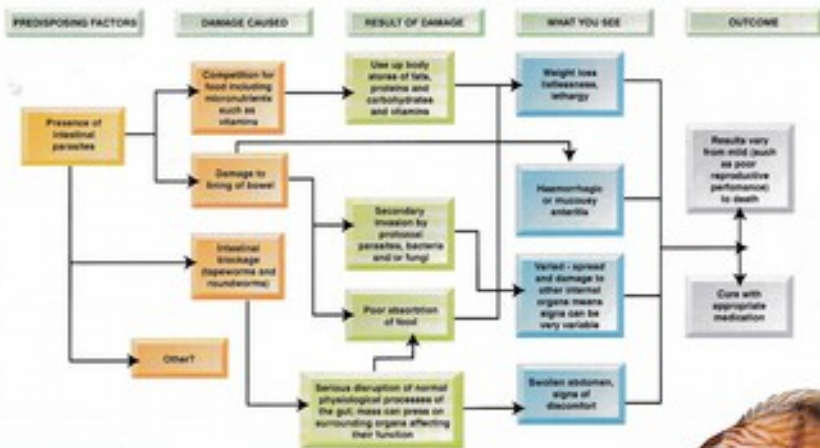 PREDISPOSING FACTORS
DAMAGE CAUSED
RESULT OF DAMAGE
WHAT YOU SEE
OUTCOME
Presence of
intestinal
parasites
Competition for
food including
micronutrients
such as
vitamins
Damage to
lining of bowel
Intestinal
blockage
(tapeworms and
roundworms)
Other?
Use up body
stores of fats,
proteins and
carbohydrates
and vitamins
Secondary
invasion by
protozoal
parasites, bacteria
and/or fungi
Poor absorbtion
of food
Serious disruption of normal
physiological processes of
the gut; mass can press on
surrounding organs affecting
their function
Weight loss
listlessness,
lethargy
Haemorrhagic
or mucousy
enteritis
Varied - spread
and damage to
other internal
organs means
signs can be
very variable
Swollen abdomen,
signs of
discomfort
Results vary
from mild (such
as poor
reproductive
perfomance)
to death
Cure with
appropriate
medication